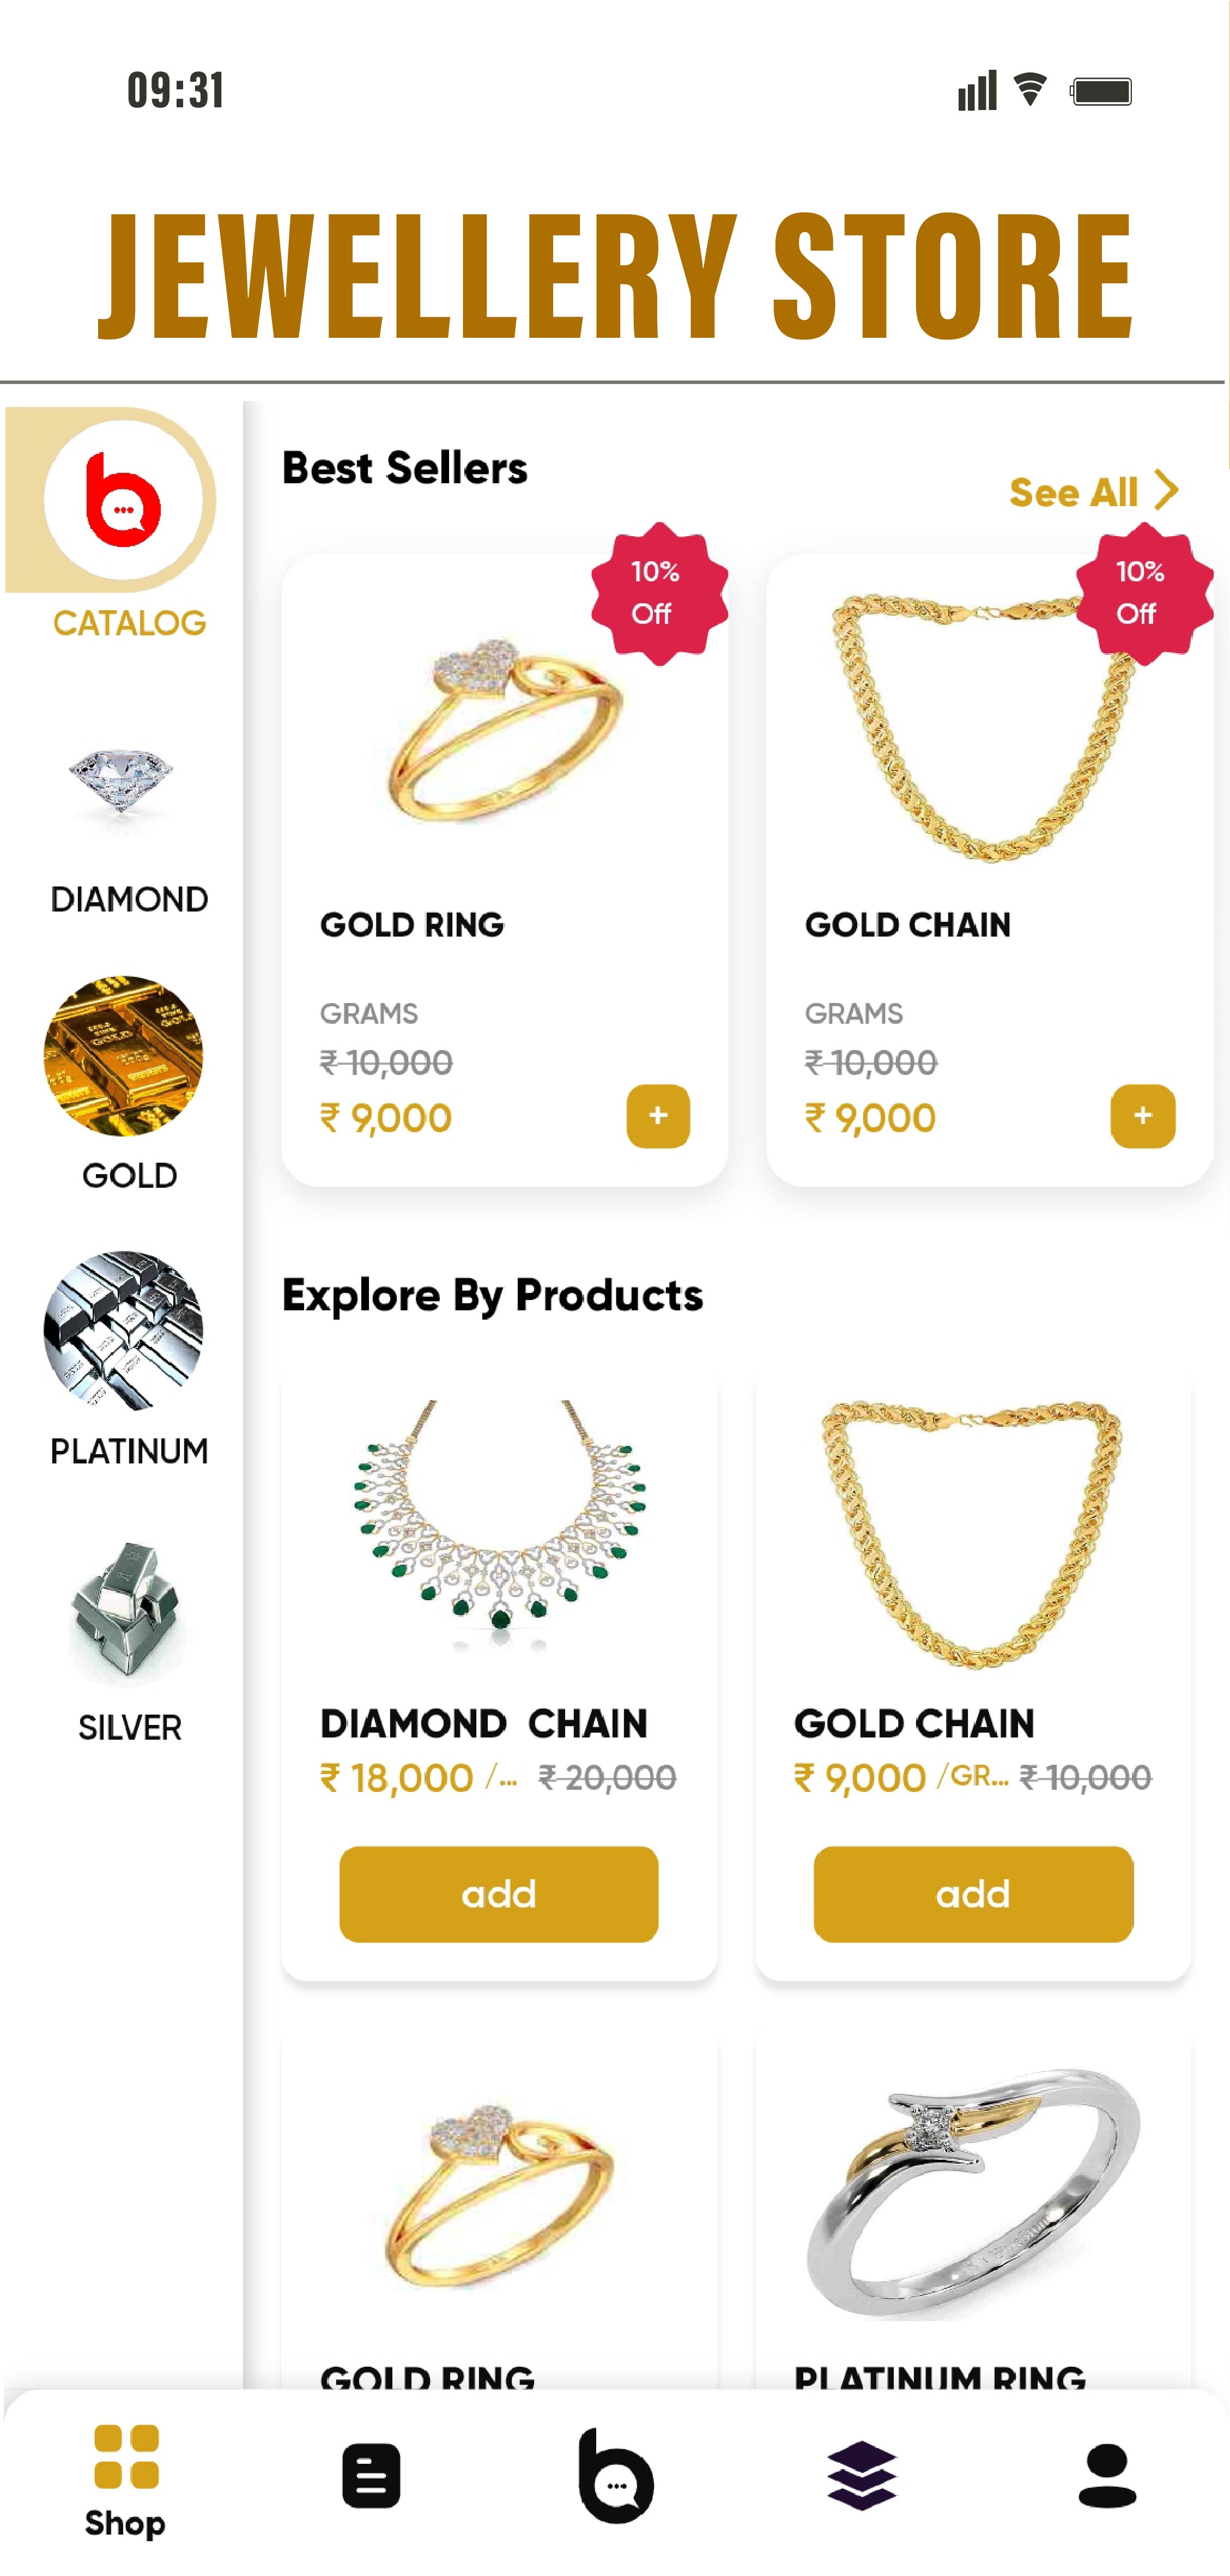 09:31
JEWELLERY STORE
CATALOG
DIAMOND
GOLD
PLATINUM
SILVER
Best Sellers
See All
10%
Off
GOLD RING
GRAMS
₹ 10,000
₹ 9,000
+
10%
Off
GOLD CHAIN
GRAMS
₹ 10,000
₹ 9,000
+
Explore By Products
DIAMOND CHAIN
₹ 18,000 /... ₹ 20,000
add
GOLD CHAIN
₹ 9,000 /GR... ₹ 10,000
add
GOLD RING
PLATINUM RING
Shop